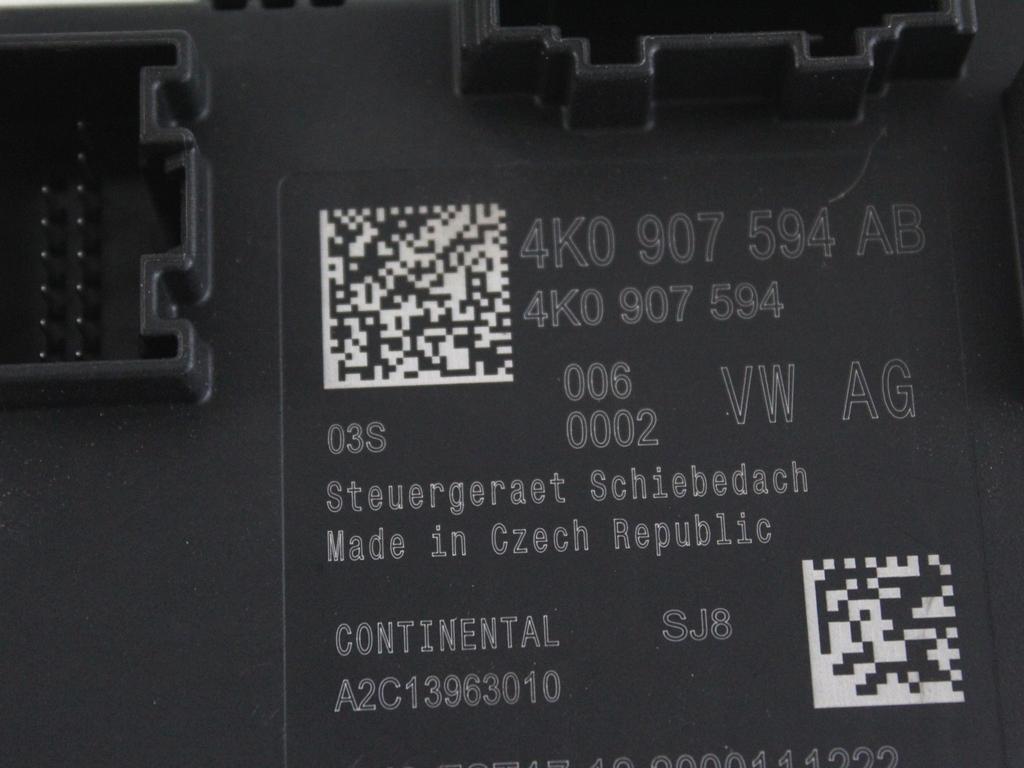 4K0 907 594 AB
4K0 907 594
006 VW AG
03S 0002
Steuergeraet Schiebedach
Made in Czech Republic
CONTINENTAL SJ8
A2C13963010